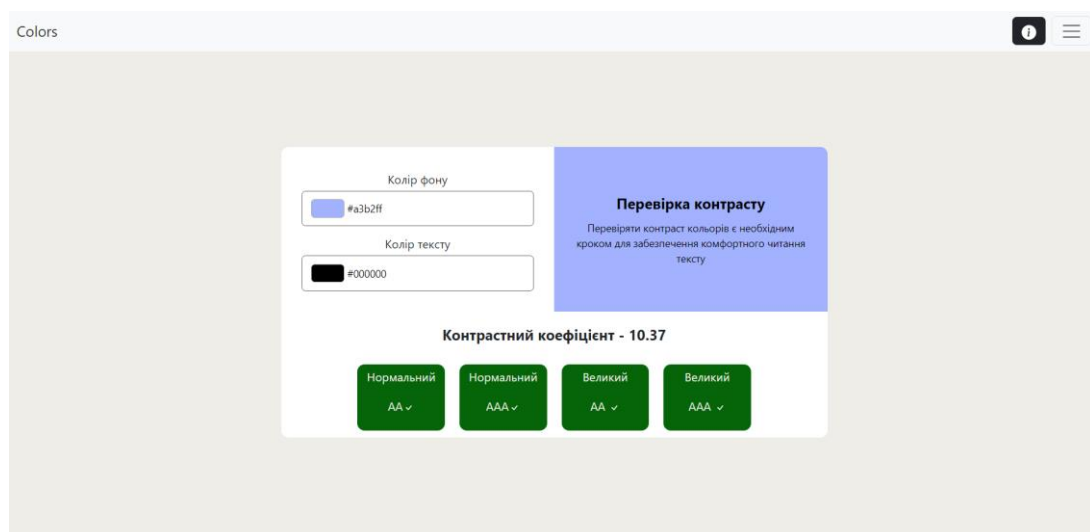 Colors
Колір фону
#a3b2ff
Колір тексту
#000000
Перевірка контрасту
Перевіряти контраст кольорів є необхідним
кроком для забезпечення комфортного читання
тексту
Контрастний коефіцієнт - 10.37
Нормальний
AA ✓
Нормальний
AAA ✓
Великий
AA ✓
Великий
AAA ✓